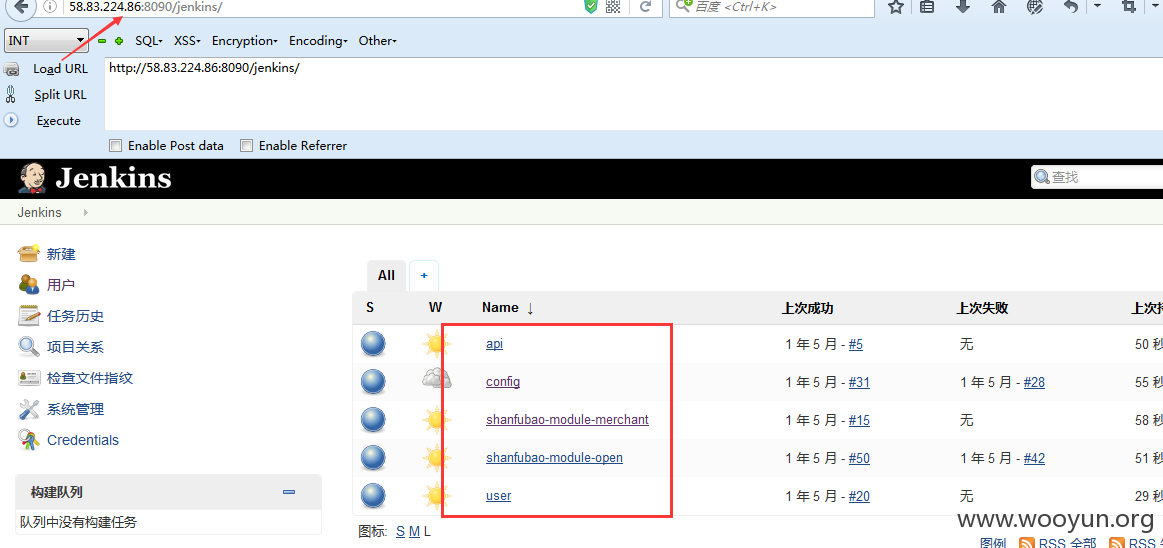 58.83.224.86:8090/jenkins/
百度 <Ctrl+K>
INT SQL XSS Encryption Encoding Other
Load URL http://58.83.224.86:8090/jenkins/
Split URL
Execute
Enable Post data Enable Referrer
Jenkins 查找
Jenkins
新建
用户
任务历史
项目关系
检查文件指纹
系统管理
Credentials
构建队列
队列中没有构建任务
All +
S W Name ↓ 上次成功 上次失败 上次持
api 1 年 5 月 - #5 无 50 秒
config 1 年 5 月 - #31 1 年 5 月 - #28 55 秒
shanfubao-module-merchant 1 年 5 月 - #15 无 58 秒
shanfubao-module-open 1 年 5 月 - #50 1 年 5 月 - #42 51 秒
user 1 年 5 月 - #20 无 29 秒
图标: S M L
www.wooyun.org
图例 RSS 全部 RSS